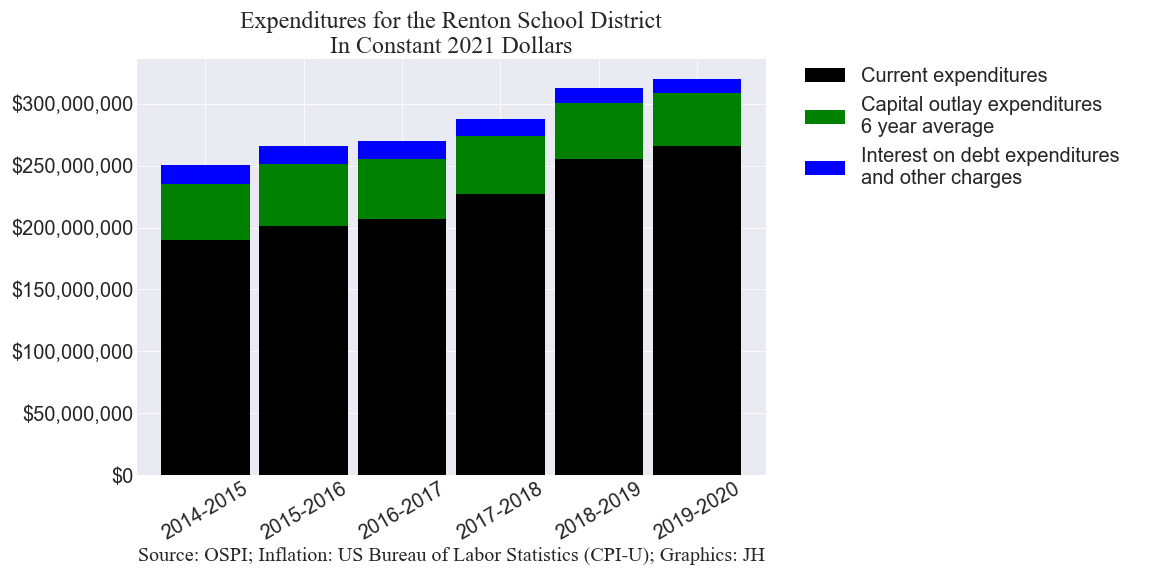 Expenditures for the Renton School District
In Constant 2021 Dollars
$300,000,000
$250,000,000
$200,000,000
$150,000,000
$100,000,000
$50,000,000
$0
2014-2015
2015-2016
2016-2017
2017-2018
2018-2019
2019-2020
Source: OSPI; Inflation: US Bureau of Labor Statistics (CPI-U); Graphics: JH
Current expenditures
Capital outlay expenditures
6 year average
Interest on debt expenditures
and other charges